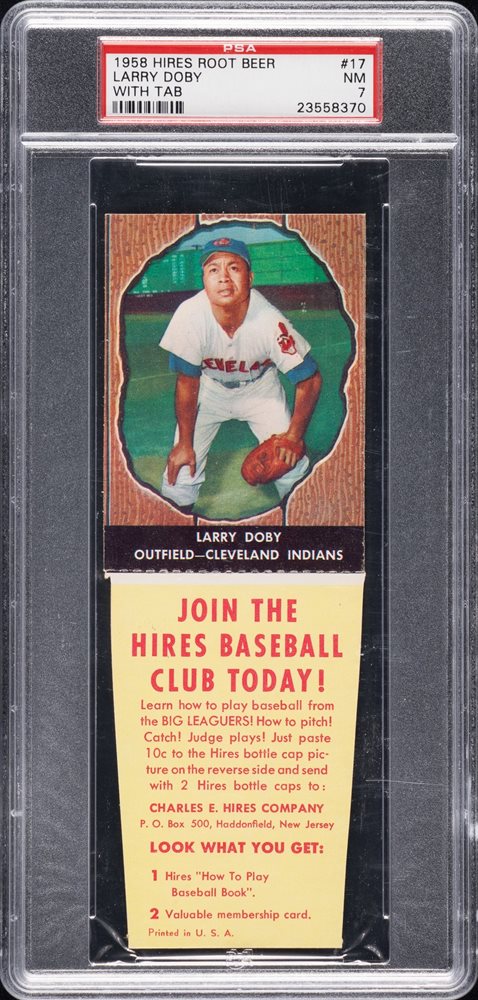 PSA
1958 HIRES ROOT BEER #17
LARRY DOBY NM
WITH TAB 7
23558370
LARRY DOBY
OUTFIELD—CLEVELAND INDIANS
JOIN THE
HIRES BASEBALL
CLUB TODAY!
Learn how to play baseball from
the BIG LEAGUERS! How to pitch!
Catch! Judge plays! Just paste
10c to the Hires bottle cap pic-
ture on the reverse side and send
with 2 Hires bottle caps to:
CHARLES E. HIRES COMPANY
P. O. Box 500, Haddonfield, New Jersey
LOOK WHAT YOU GET:
1 Hires "How To Play
Baseball Book".
2 Valuable membership card.
Printed in U. S. A.